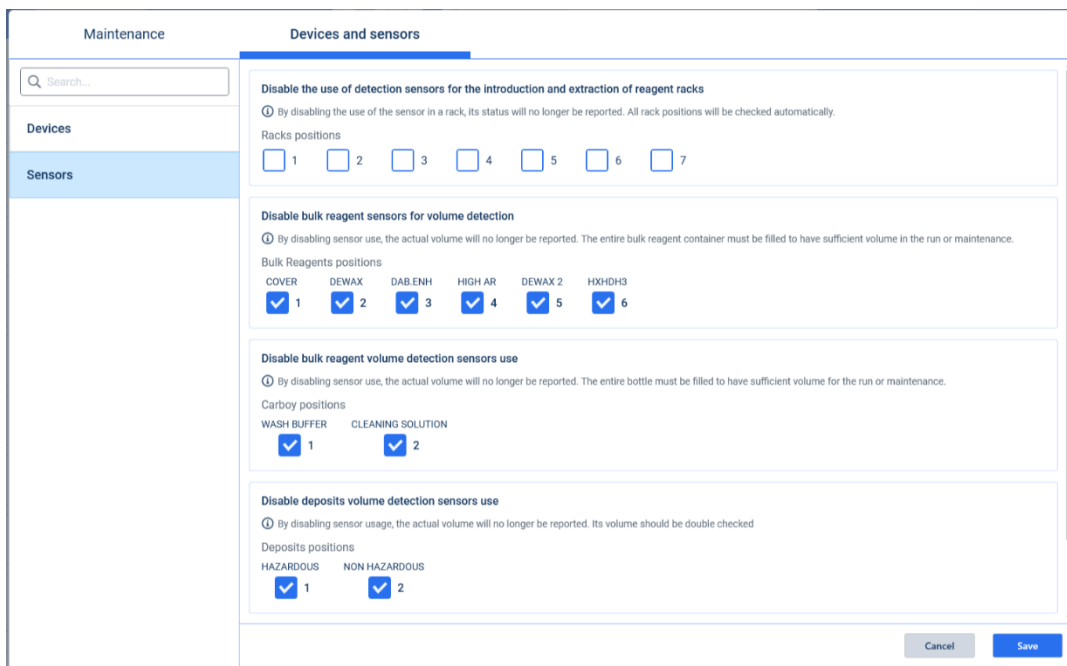 Maintenance
Devices and sensors
Search...
Devices
Sensors
Disable the use of detection sensors for the introduction and extraction of reagent racks
By disabling the use of the sensor in a rack, its status will no longer be reported. All rack positions will be checked automatically.
Racks positions
1 2 3 4 5 6 7
Disable bulk reagent sensors for volume detection
By disabling sensor use, the actual volume will no longer be reported. The entire bulk reagent container must be filled to have sufficient volume in the run or maintenance.
Bulk Reagents positions
COVER DEWAX DAB.ENH HIGH AR DEWAX 2 HXHDH3
1 2 3 4 5 6
Disable bulk reagent volume detection sensors use
By disabling sensor use, the actual volume will no longer be reported. The entire bottle must be filled to have sufficient volume for the run or maintenance.
Carboy positions
WASH BUFFER CLEANING SOLUTION
1 2
Disable deposits volume detection sensors use
By disabling sensor usage, the actual volume will no longer be reported. Its volume should be double checked
Deposits positions
HAZARDOUS NON HAZARDOUS
1 2
Cancel Save